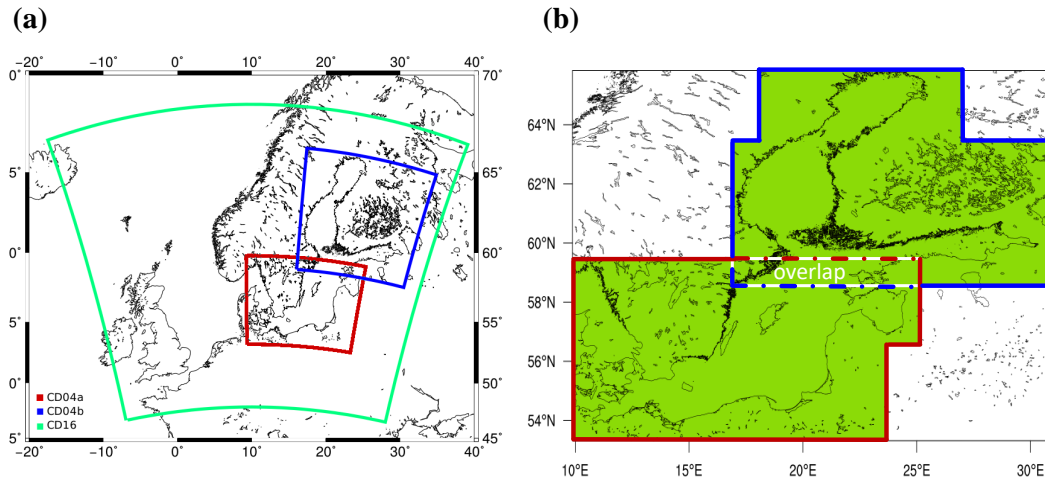 (a)
(b)
−20° −10° 0° 10° 20° 30° 40°
0° 70°
5° 65°
0° 60°
5° 55°
0° 50°
5° 45°
CD04a
CD04b
CD16
−20° −10° 0° 10° 20° 30° 40°
64°N
62°N
60°N
overlap
58°N
56°N
54°N
10°E 15°E 20°E 25°E 30°E